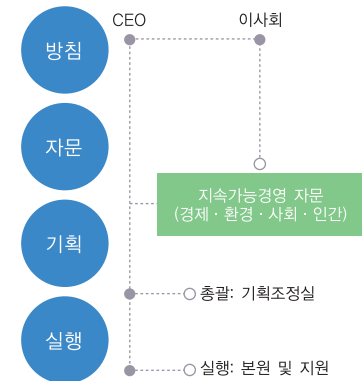 방침
CEO
이사회
자문
지속가능경영 자문
(경제 · 환경 · 사회 · 인간)
기획
총괄: 기획조정실
실행
실행: 본원 및 지원